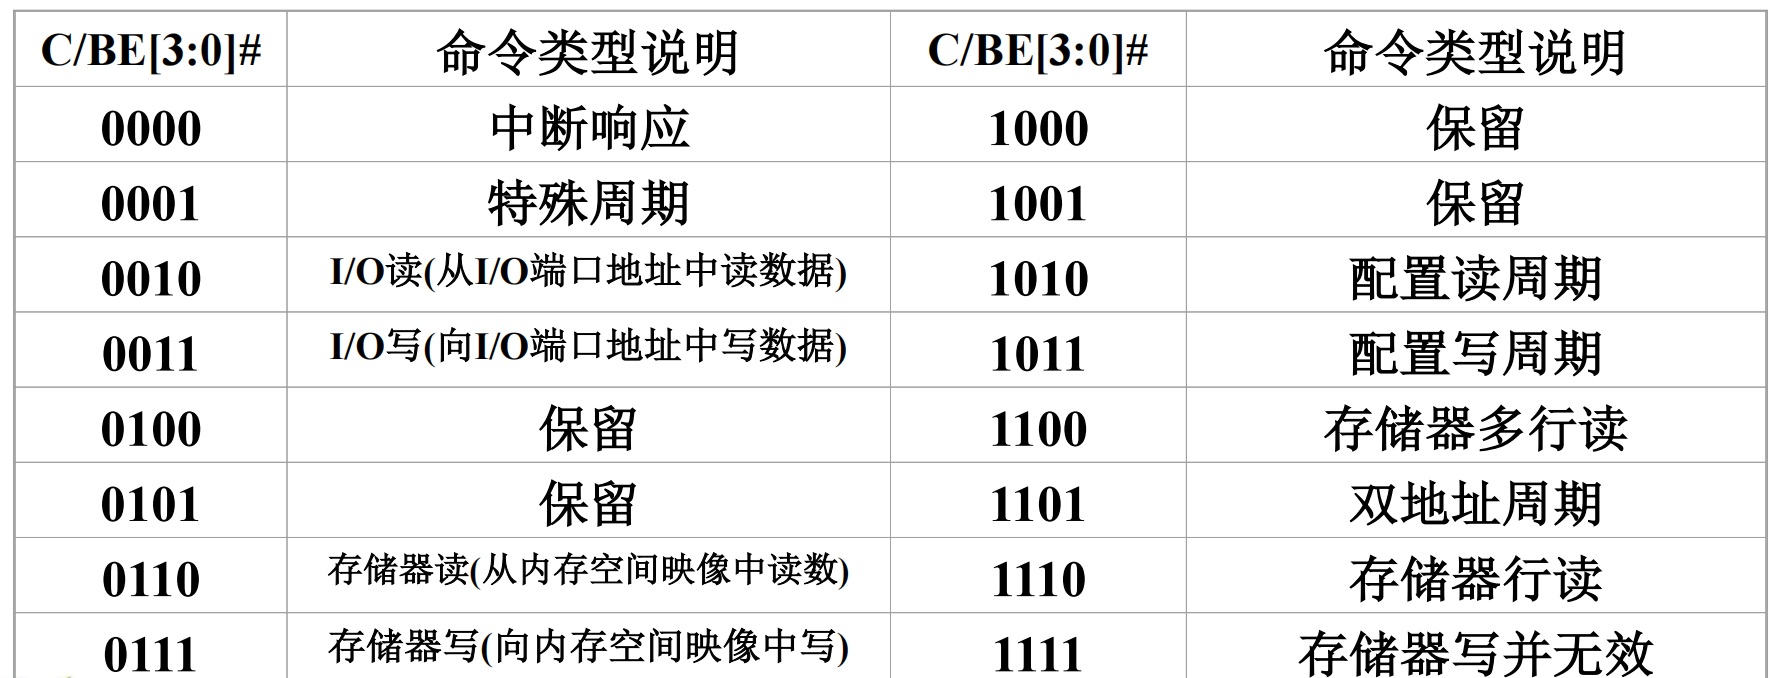 C/BE[3:0]# 命令类型说明 C/BE[3:0]# 命令类型说明
0000 中断响应 1000 保留
0001 特殊周期 1001 保留
0010 I/O读(从I/O端口地址中读数据) 1010 配置读周期
0011 I/O写(向I/O端口地址中写数据) 1011 配置写周期
0100 保留 1100 存储器多行读
0101 保留 1101 双地址周期
0110 存储器读(从内存空间映像中读数) 1110 存储器行读
0111 存储器写(向内存空间映像中写) 1111 存储器写并无效